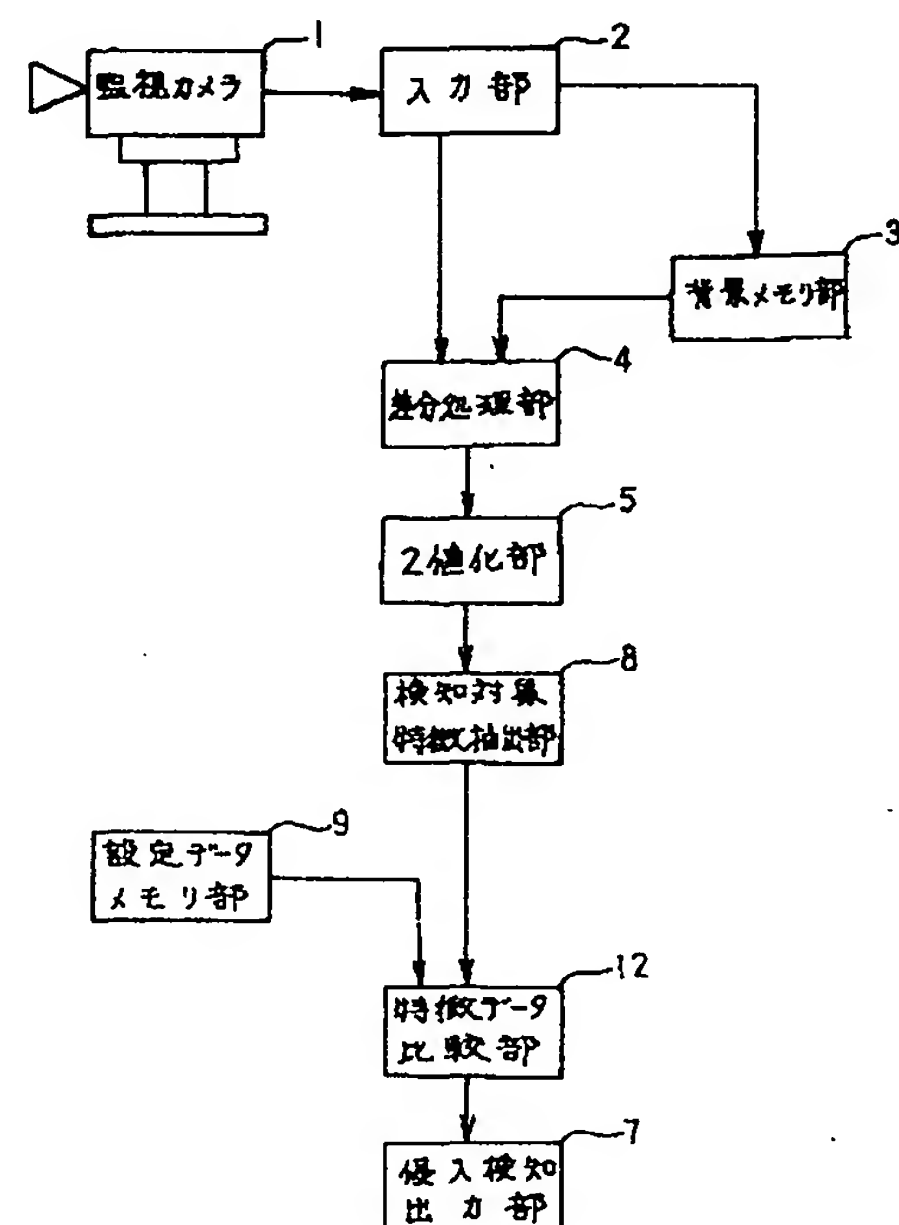 1
監視カメラ
2
入力部
3
背景メモリ部
4
差分処理部
5
2値化部
8
検知対象
特徴抽出部
9
設定データ
メモリ部
12
特徴データ
比較部
7
侵入検知
出力部